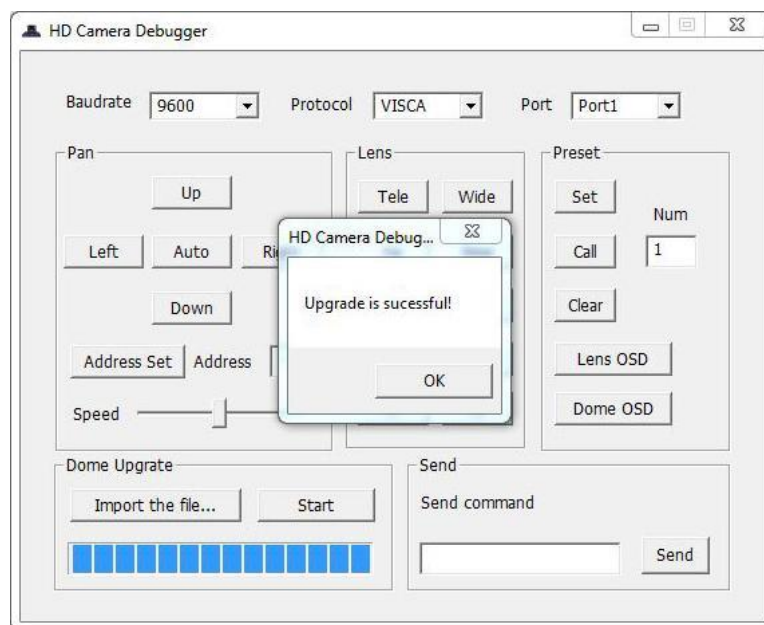 HD Camera Debugger
Baudrate 9600 Protocol VISCA Port Port1
Pan
Up
Left Auto
Down
Address Set Address
Speed
Lens
Tele Wide
Preset
Set
Num
Call 1
Clear
Lens OSD
Dome OSD
HD Camera Debug...
Upgrade is sucessful!
OK
Dome Upgrate
Import the file... Start
Send
Send command
Send